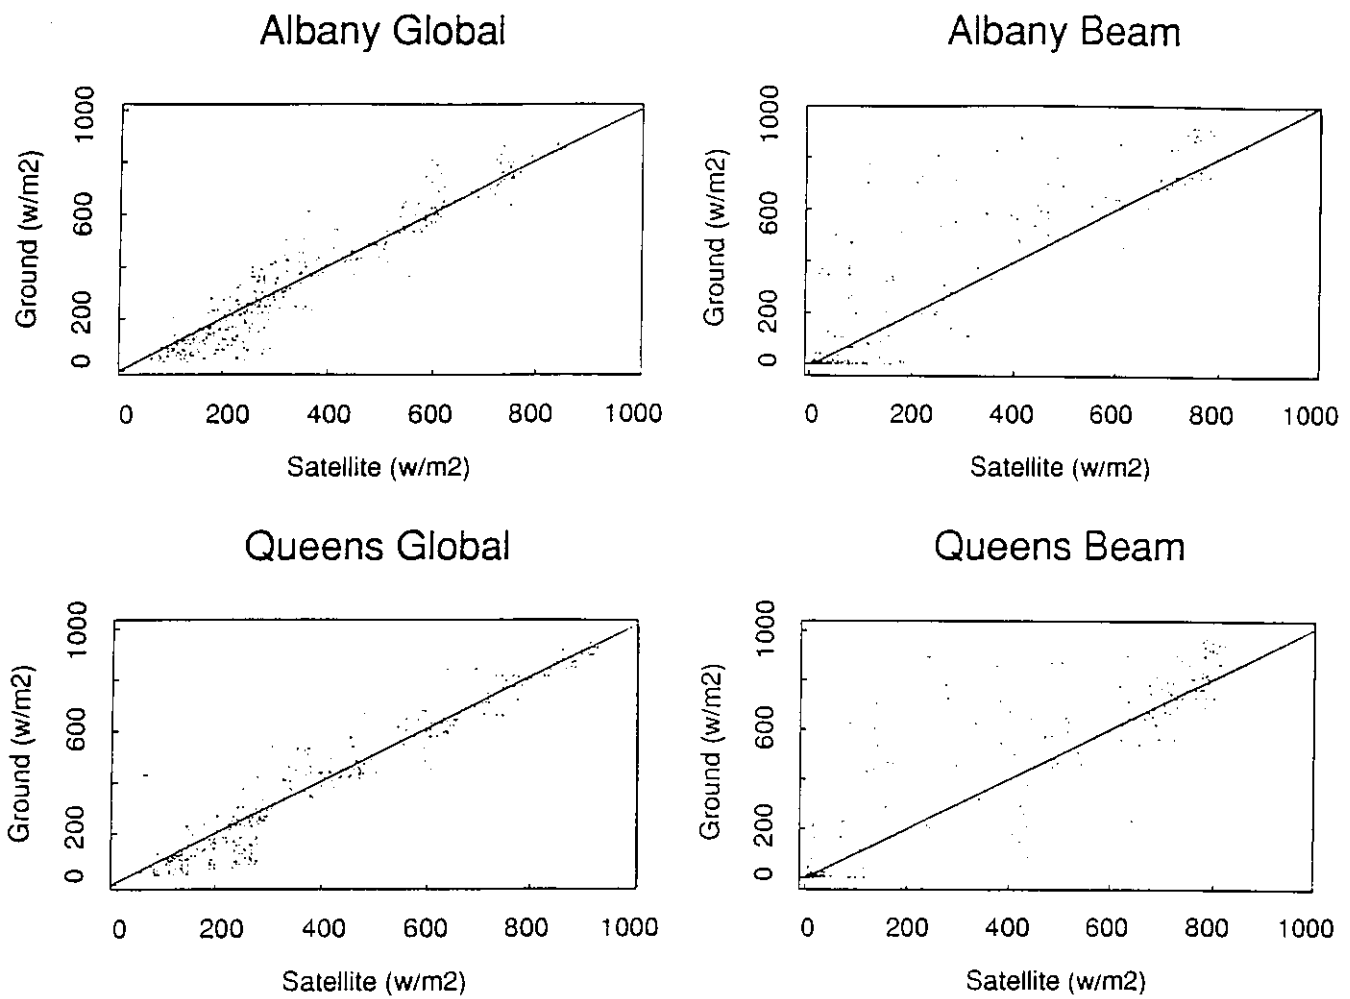 Albany Global
Ground (w/m2)
1000
600
200
0
0 200 400 600 800 1000
Satellite (w/m2)
Albany Beam
Ground (w/m2)
1000
600
200
0
0 200 400 600 800 1000
Satellite (w/m2)
Queens Global
Ground (w/m2)
1000
600
200
0
0 200 400 600 800 1000
Satellite (w/m2)
Queens Beam
Ground (w/m2)
1000
600
200
0
0 200 400 600 800 1000
Satellite (w/m2)